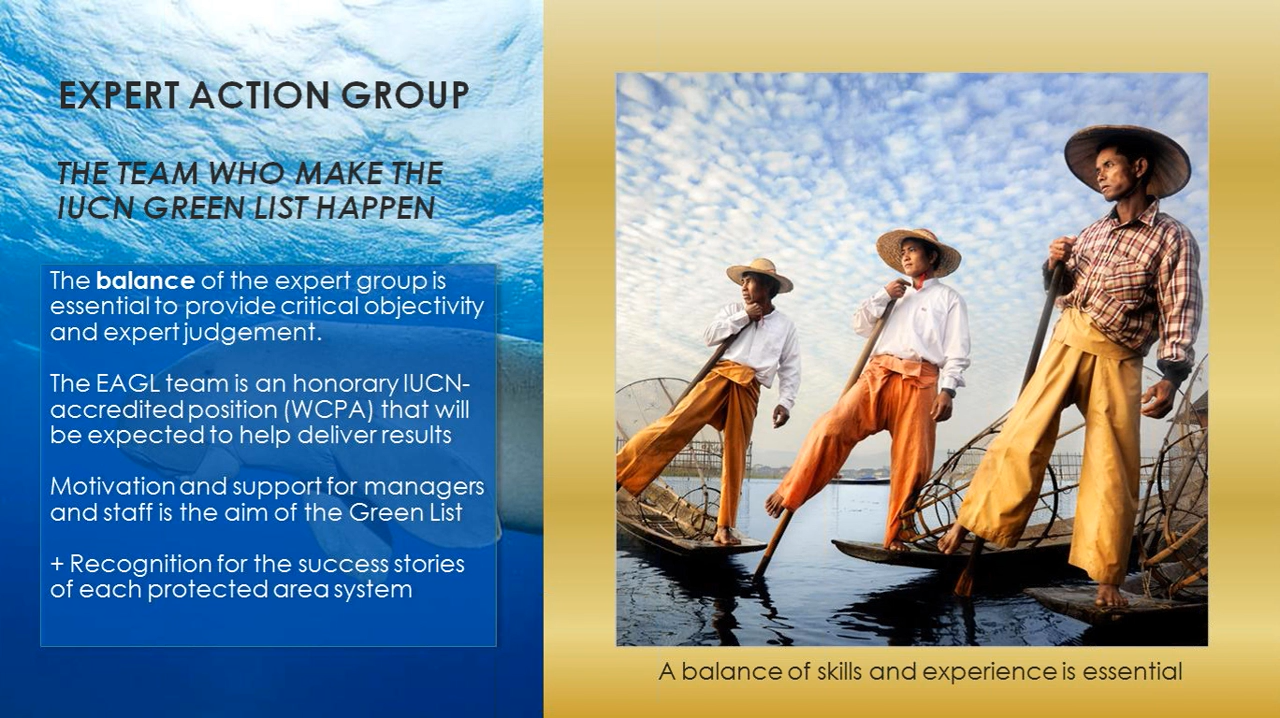 EXPERT ACTION GROUP
THE TEAM WHO MAKE THE
IUCN GREEN LIST HAPPEN
The balance of the expert group is
essential to provide critical objectivity
and expert judgement.
The EAGL team is an honorary IUCN-
accredited position (WCPA) that will
be expected to help deliver results
Motivation and support for managers
and staff is the aim of the Green List
+ Recognition for the success stories
of each protected area system
A balance of skills and experience is essential